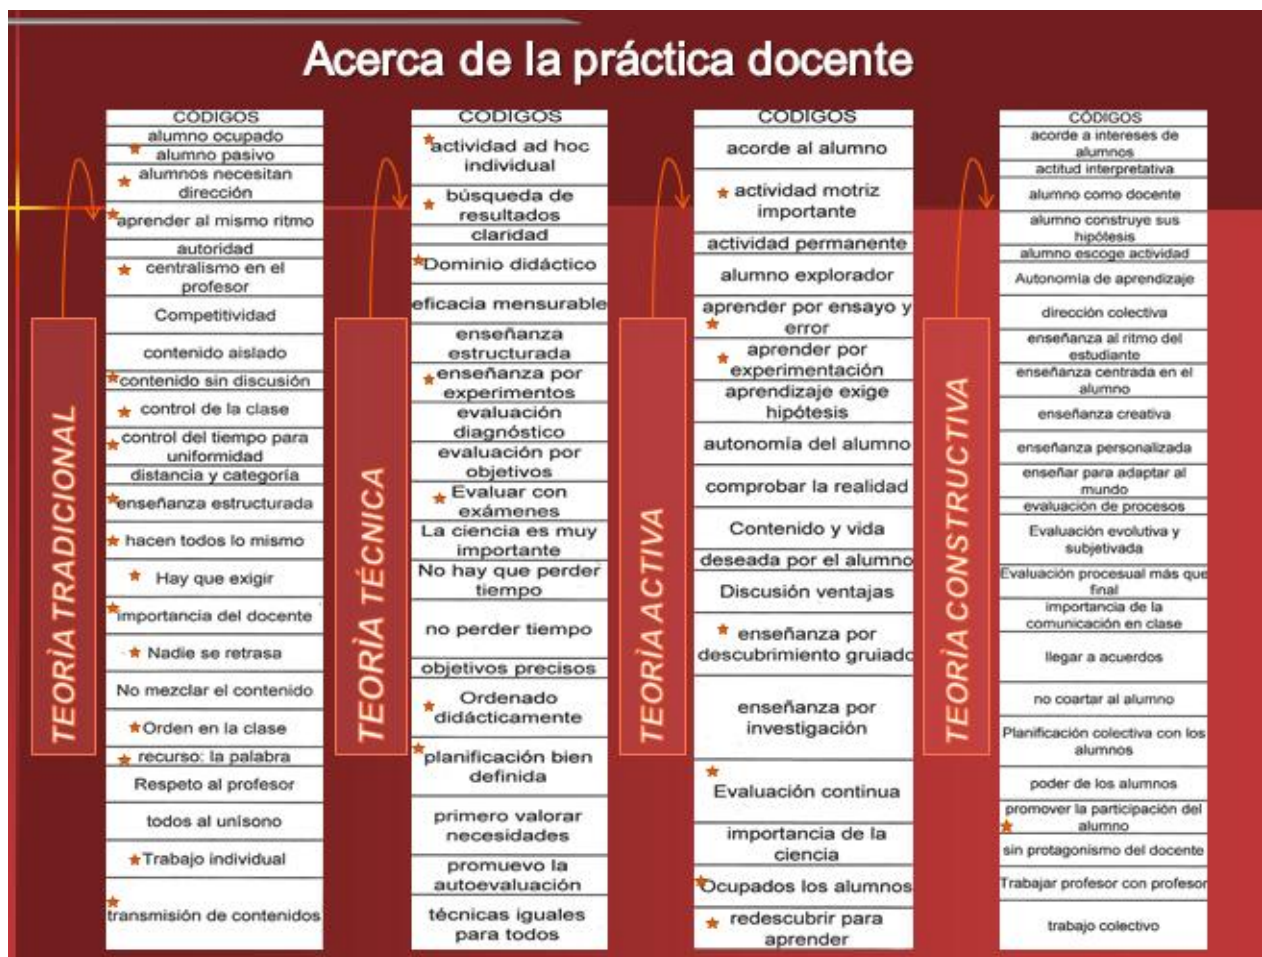 Acerca de la práctica docente
TEORÌA TRADICIONAL
CÓDIGOS
alumno ocupado
alumno pasivo
alumnos necesitan
dirección
aprender al mismo ritmo
autoridad
centralismo en el
profesor
Competitividad
contenido aislado
contenido sin discusión
control de la clase
control del tiempo para
uniformidad
distancia y categoría
enseñanza estructurada
hacen todos lo mismo
Hay que exigir
importancia del docente
Nadie se retrasa
No mezclar el contenido
Orden en la clase
recurso: la palabra
Respeto al profesor
todos al unísono
Trabajo individual
transmisión de contenidos
TEORÌA TÉCNICA
CÓDIGOS
actividad ad hoc
individual
búsqueda de
resultados
claridad
Dominio didáctico
eficacia mensurable
enseñanza
estructurada
enseñanza por
experimentos
evaluación
diagnóstico
evaluación por
objetivos
Evaluar con
exámenes
La ciencia es muy
importante
No hay que perder
tiempo
no perder tiempo
objetivos precisos
Ordenado
didácticamente
planificación bien
definida
primero valorar
necesidades
promuevo la
autoevaluación
técnicas iguales
para todos
TEORÌA ACTIVA
CÓDIGOS
acorde al alumno
actividad motriz
importante
actividad permanente
alumno explorador
aprender por ensayo y
error
aprender por
experimentación
aprendizaje exige
hipótesis
autonomía del alumno
comprobar la realidad
Contenido y vida
deseada por el alumno
Discusión ventajas
enseñanza por
descubrimiento gruiado
enseñanza por
investigación
Evaluación continua
importancia de la
ciencia
Ocupados los alumnos
redescubrir para
aprender
TEORÌA CONSTRUCTIVA
CÓDIGOS
acorde a intereses de
alumnos
actitud interpretativa
alumno como docente
alumno construye sus
hipótesis
alumno escoge actividad
Autonomía de aprendizaje
dirección colectiva
enseñanza al ritmo del
estudiante
enseñanza centrada en el
alumno
enseñanza creativa
enseñanza personalizada
enseñar para adaptar al
mundo
evaluación de procesos
Evaluación evolutiva y
subjetivada
Evaluación procesual más que
final
importancia de la
comunicación en clase
llegar a acuerdos
no coartar al alumno
Planificación colectiva con los
alumnos
poder de los alumnos
promover la participación del
alumno
sin protagonismo del docente
Trabajar profesor con profesor
trabajo colectivo